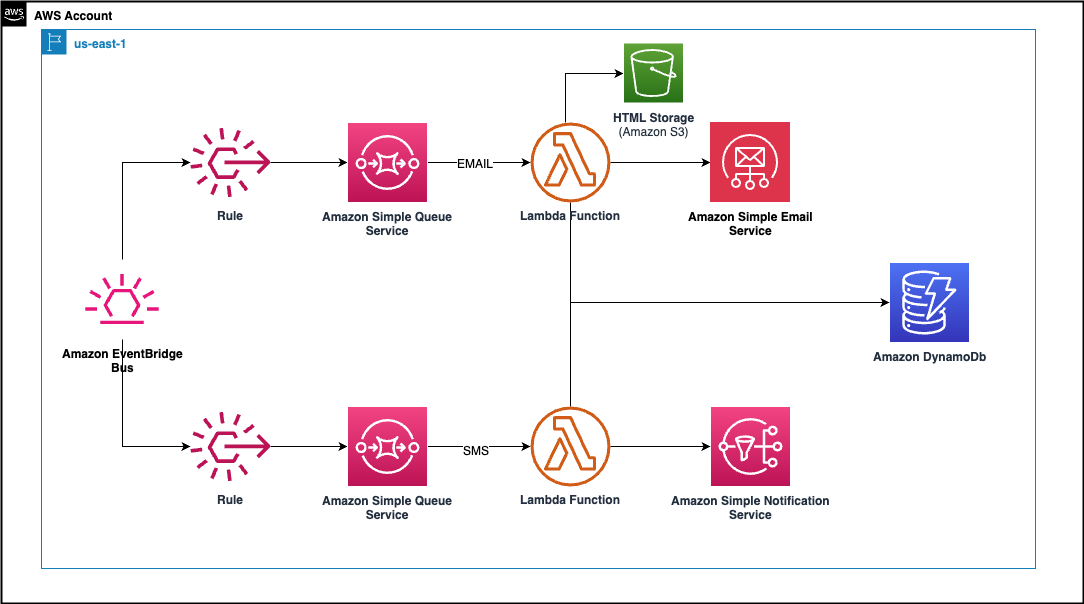 aws
AWS Account
us-east-1
HTML Storage
(Amazon S3)
EMAIL
Rule
Amazon Simple Queue
Service
Lambda Function
Amazon Simple Email
Service
Amazon EventBridge
Bus
Amazon DynamoDb
SMS
Rule
Amazon Simple Queue
Service
Lambda Function
Amazon Simple Notification
Service